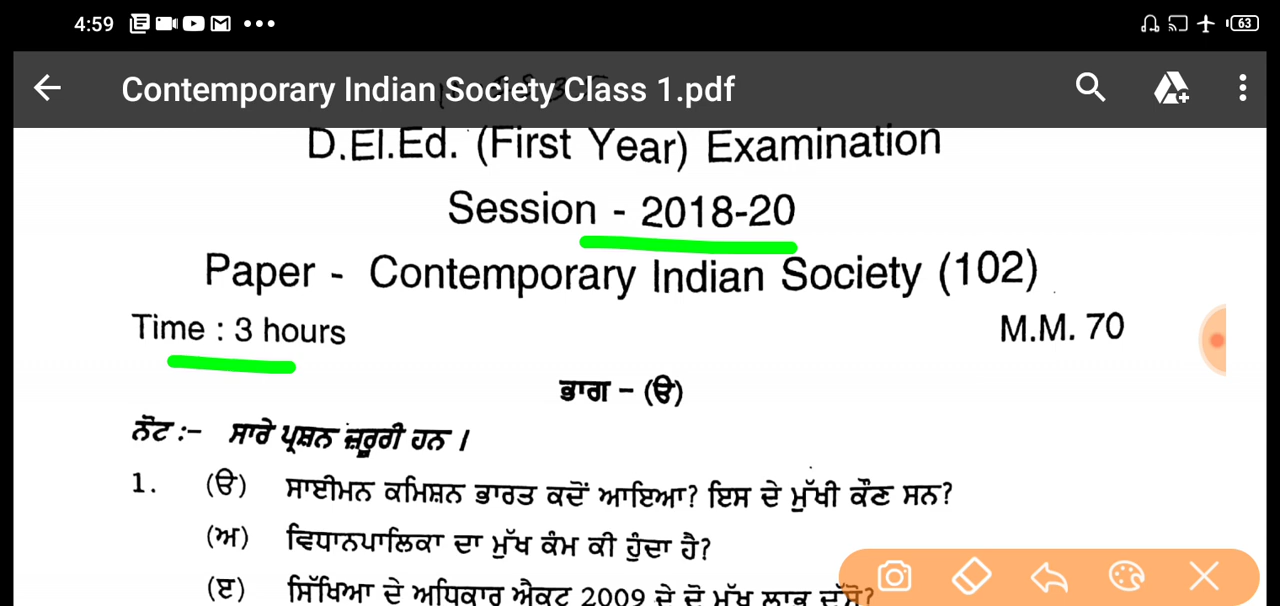 4:59 63
Contemporary Indian Society Class 1.pdf
D.El.Ed. (First Year) Examination
Session - 2018-20
Paper - Contemporary Indian Society (102)
Time : 3 hours M.M. 70
ਭਾਗ – (ੳ)
ਨੋਟ :- ਸਾਰੇ ਪ੍ਰਸ਼ਨ ਜ਼ਰੂਰੀ ਹਨ ।
1. (ੳ) ਸਾਈਮਨ ਕਮਿਸ਼ਨ ਭਾਰਤ ਕਦੋਂ ਆਇਆ? ਇਸ ਦੇ ਮੁੱਖੀ ਕੌਣ ਸਨ?
(ਅ) ਵਿਧਾਨਪਾਲਿਕਾ ਦਾ ਮੁੱਖ ਕੰਮ ਕੀ ਹੁੰਦਾ ਹੈ?
(ੲ) ਸਿੱਖਿਆ ਦੇ ਅਧਿਕਾਰ ਐਕਟ 2009 ਦੇ ਦੋ ਮੁੱਖ ਲਾਭ ਦੱਸੋ?